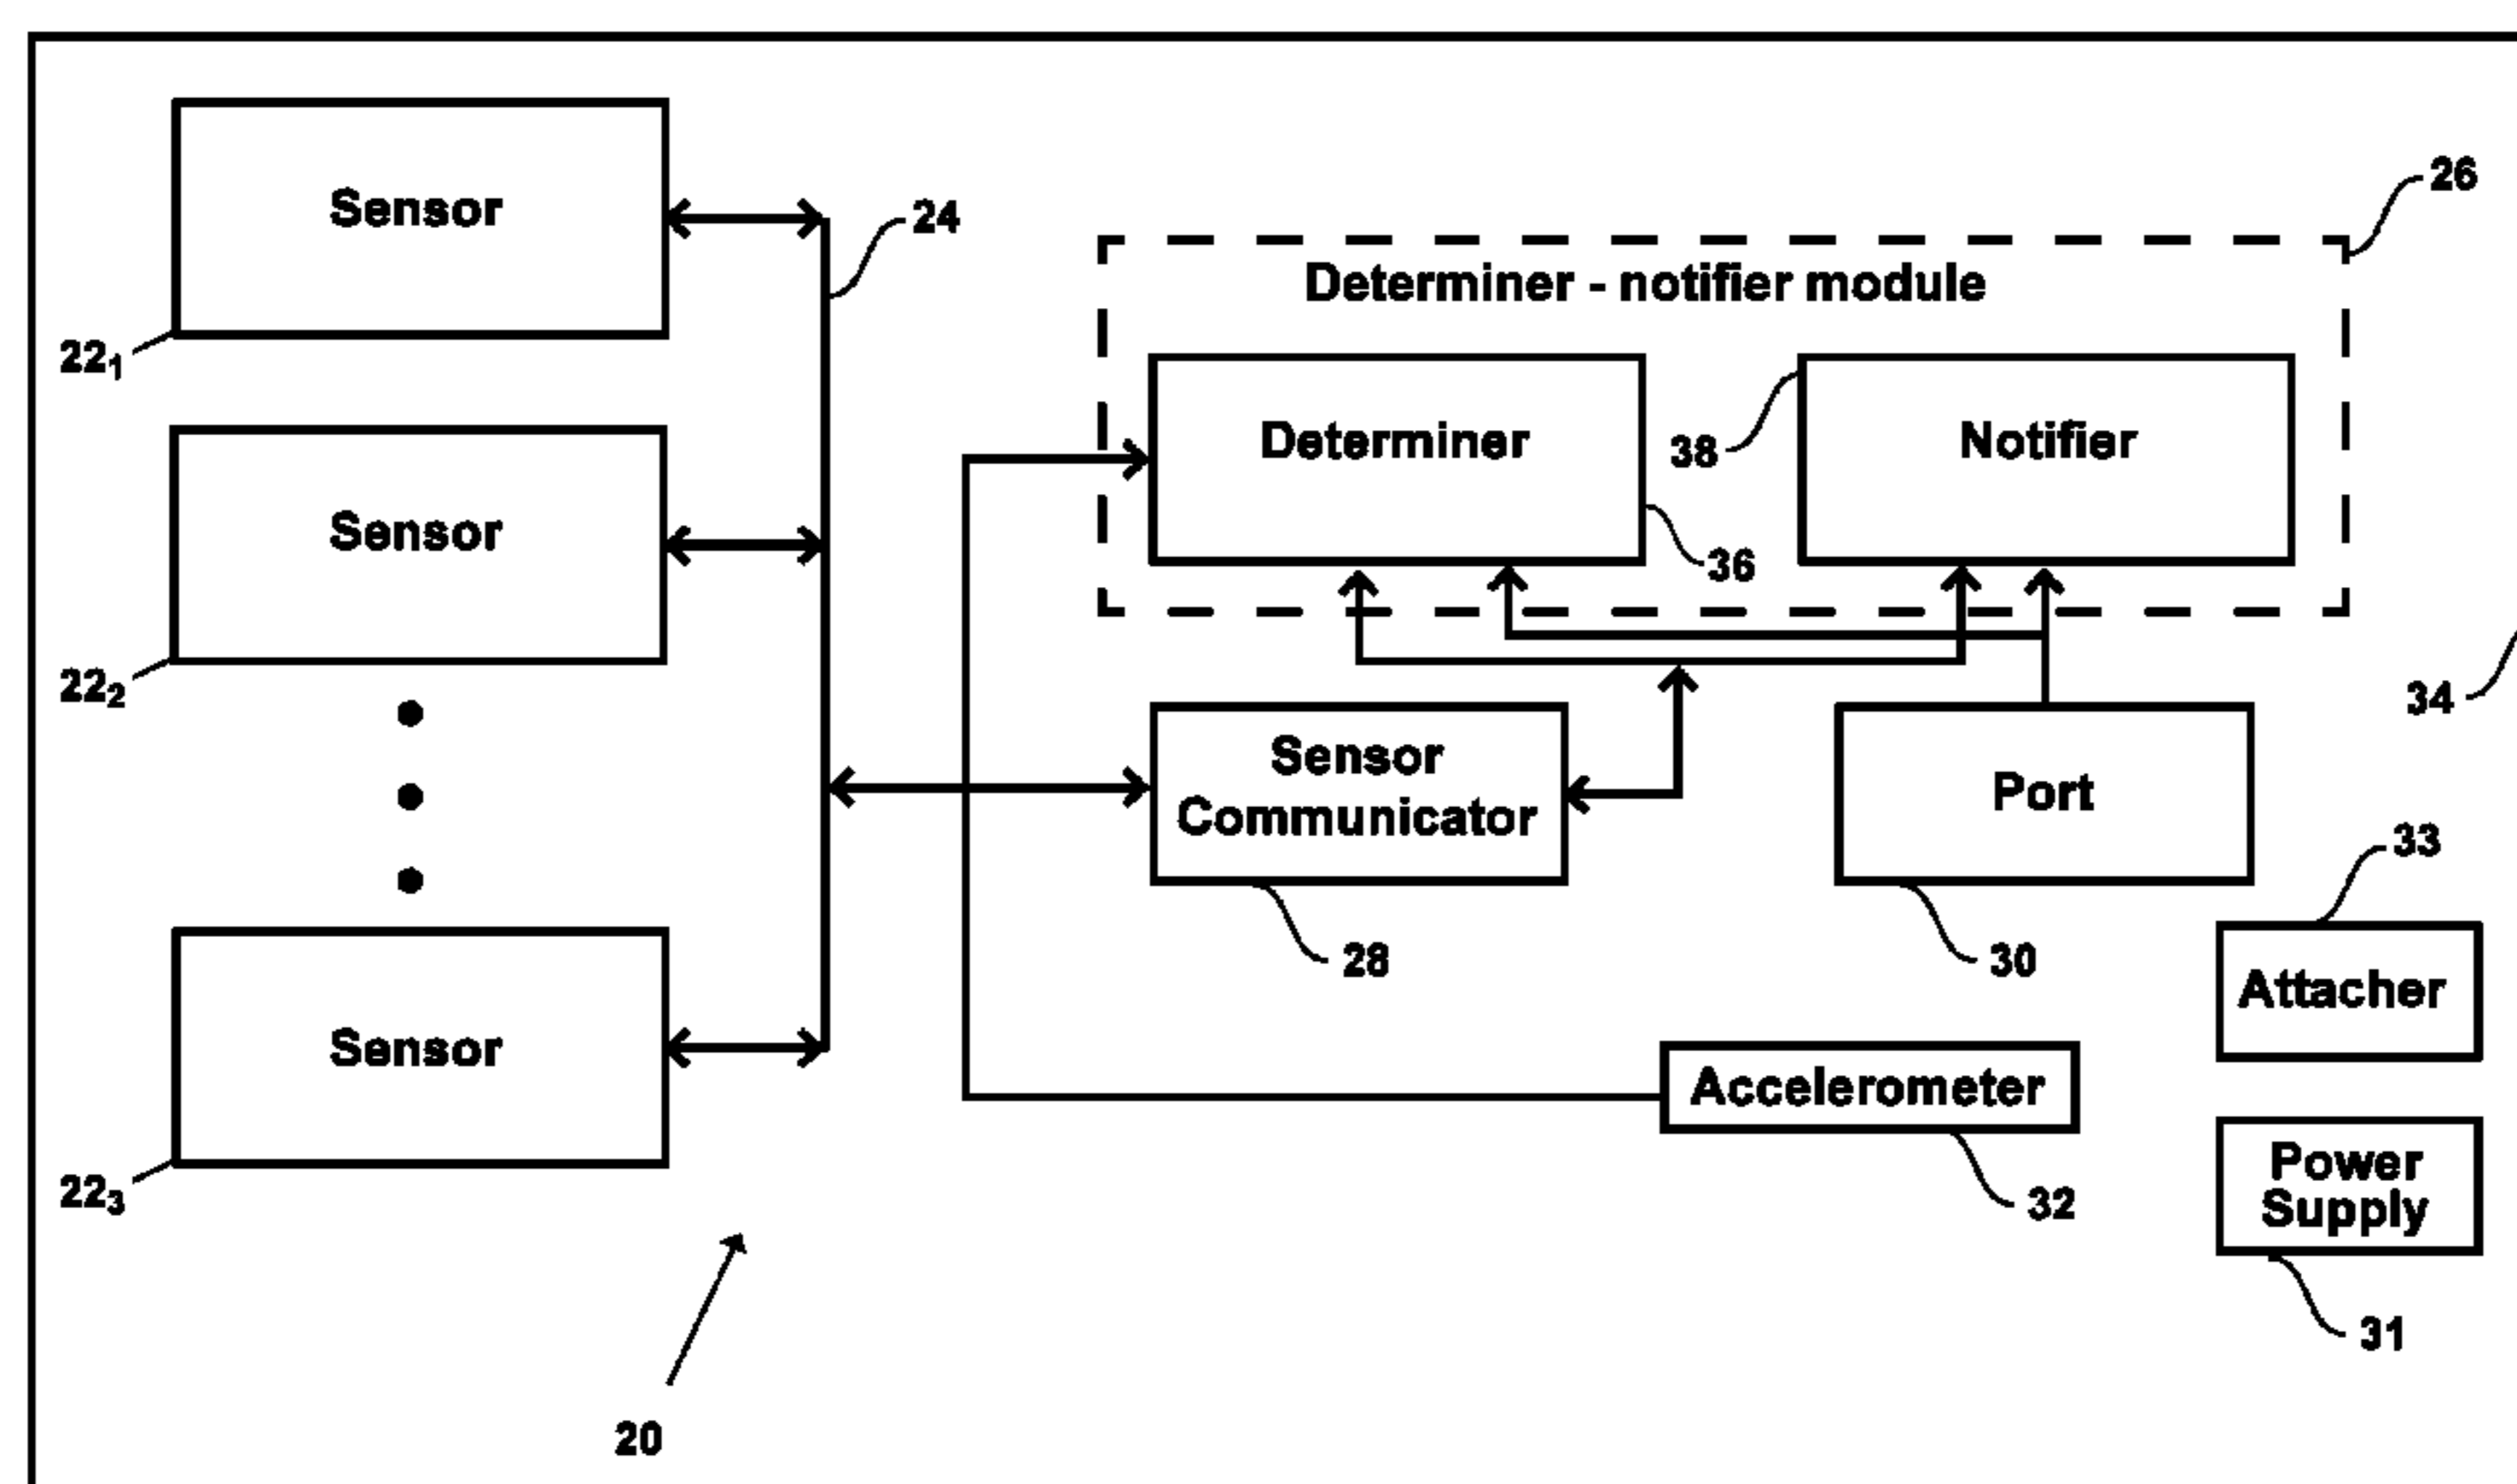 Sensor
22₁
24
26
Determiner - notifier module
Determiner
38
Notifier
36
Sensor
22₂
34
Sensor
Communicator
28
Port
30
33
Attacher
Sensor
22₃
Accelerometer
32
Power
Supply
31
20